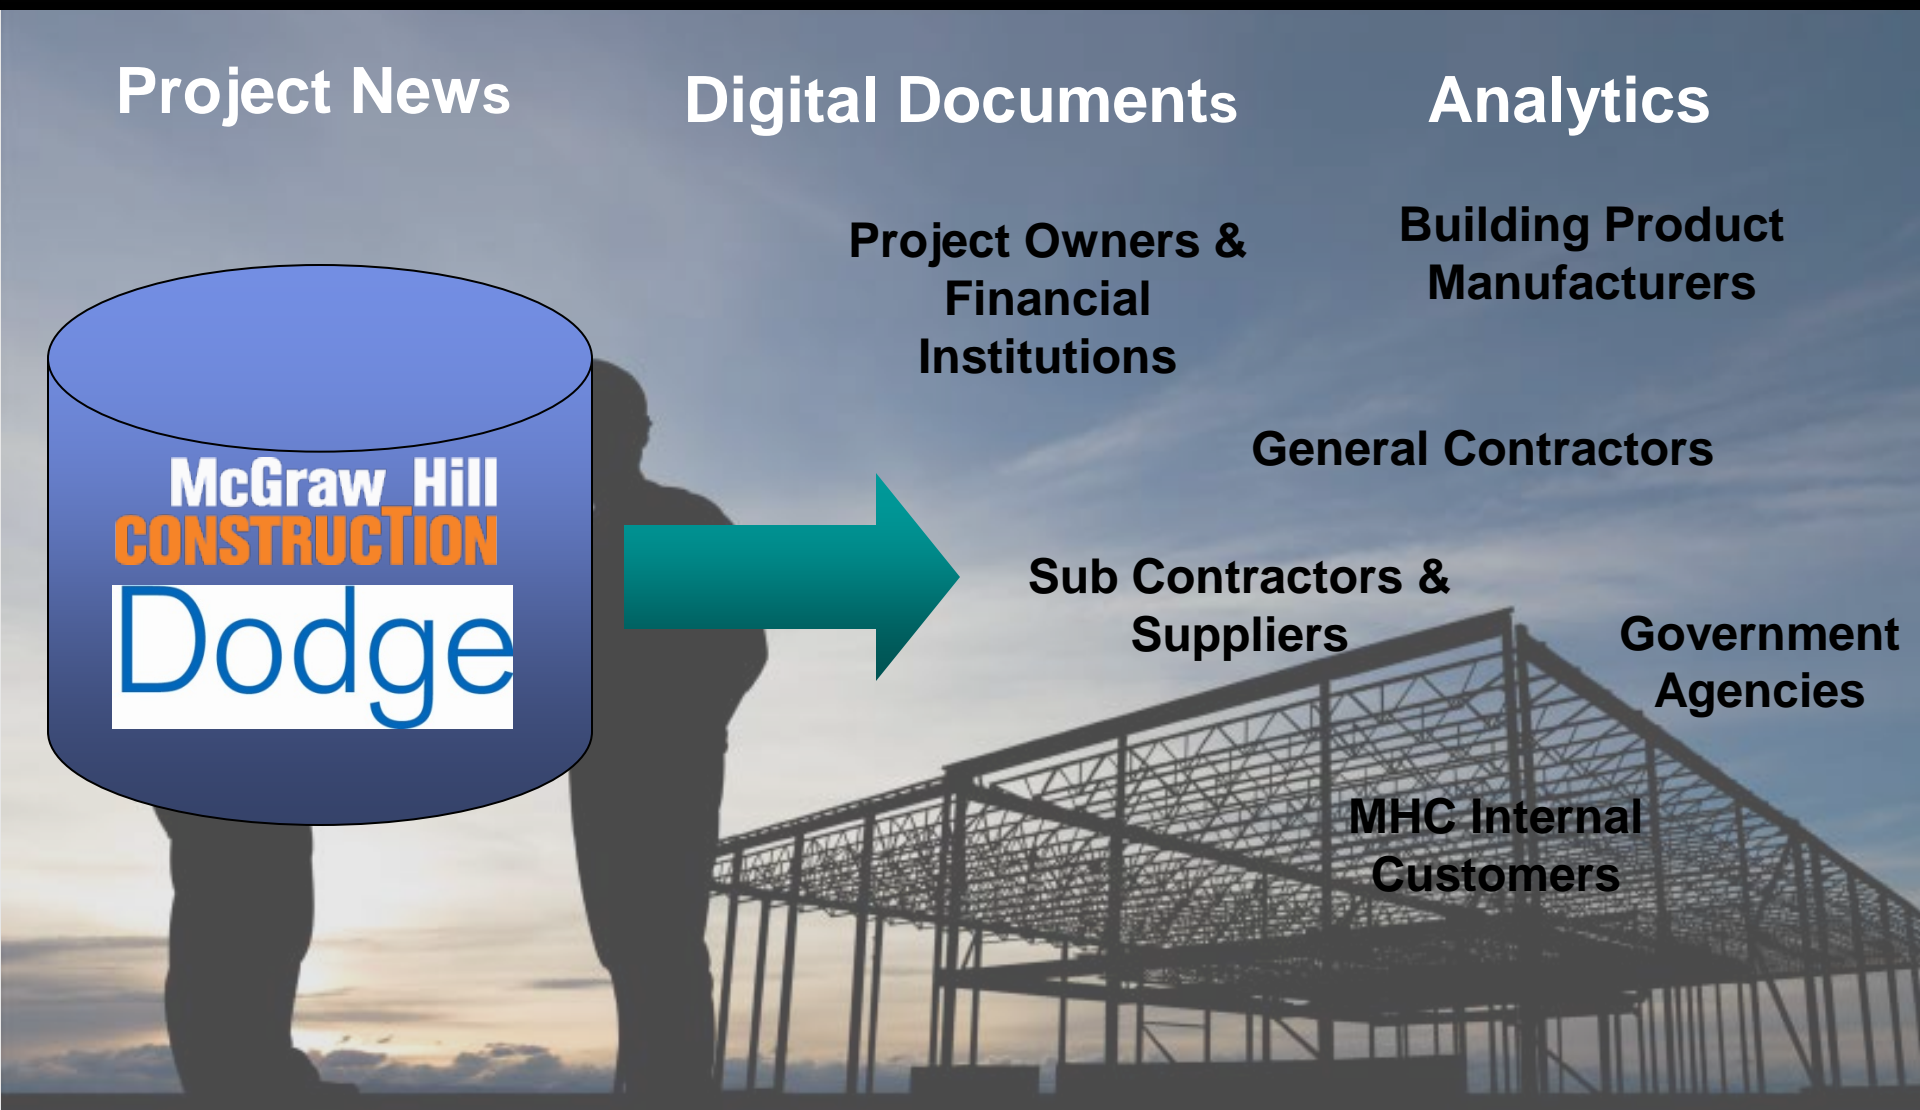 Project News
Digital Documents
Analytics
Project Owners &
Financial
Institutions
Building Product
Manufacturers
General Contractors
McGraw Hill
CONSTRUCTION
Dodge
Sub Contractors &
Suppliers
Government
Agencies
MHC Internal
Customers